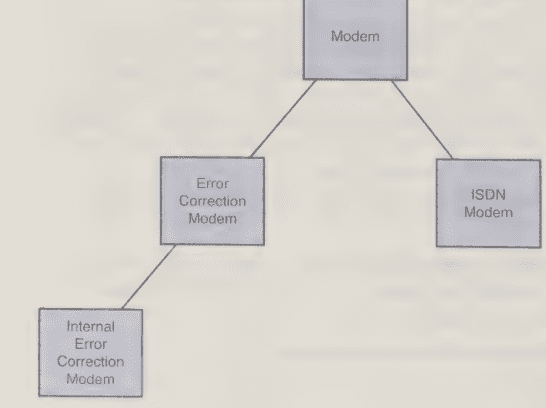 Modem
Error
Correction
Modem
ISDN
Modem
Internal
Error
Correction
Modem